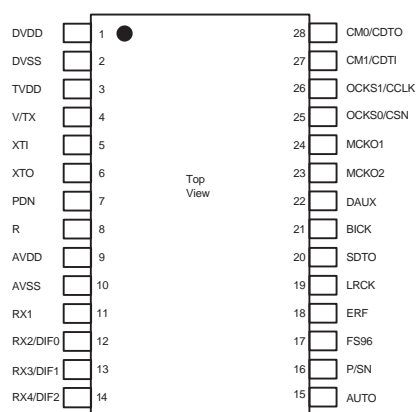 DVDD 1 28 CM0/CDTO
DVSS 2 27 CM1/CDTI
TVDD 3 26 OCKS1/CCLK
V/TX 4 25 OCKS0/CSN
XTI 5 24 MCKO1
XTO 6 23 MCKO2
Top
View
PDN 7 22 DAUX
R 8 21 BICK
AVDD 9 20 SDTO
AVSS 10 19 LRCK
RX1 11 18 ERF
RX2/DIF0 12 17 FS96
RX3/DIF1 13 16 P/SN
RX4/DIF2 14 15 AUTO